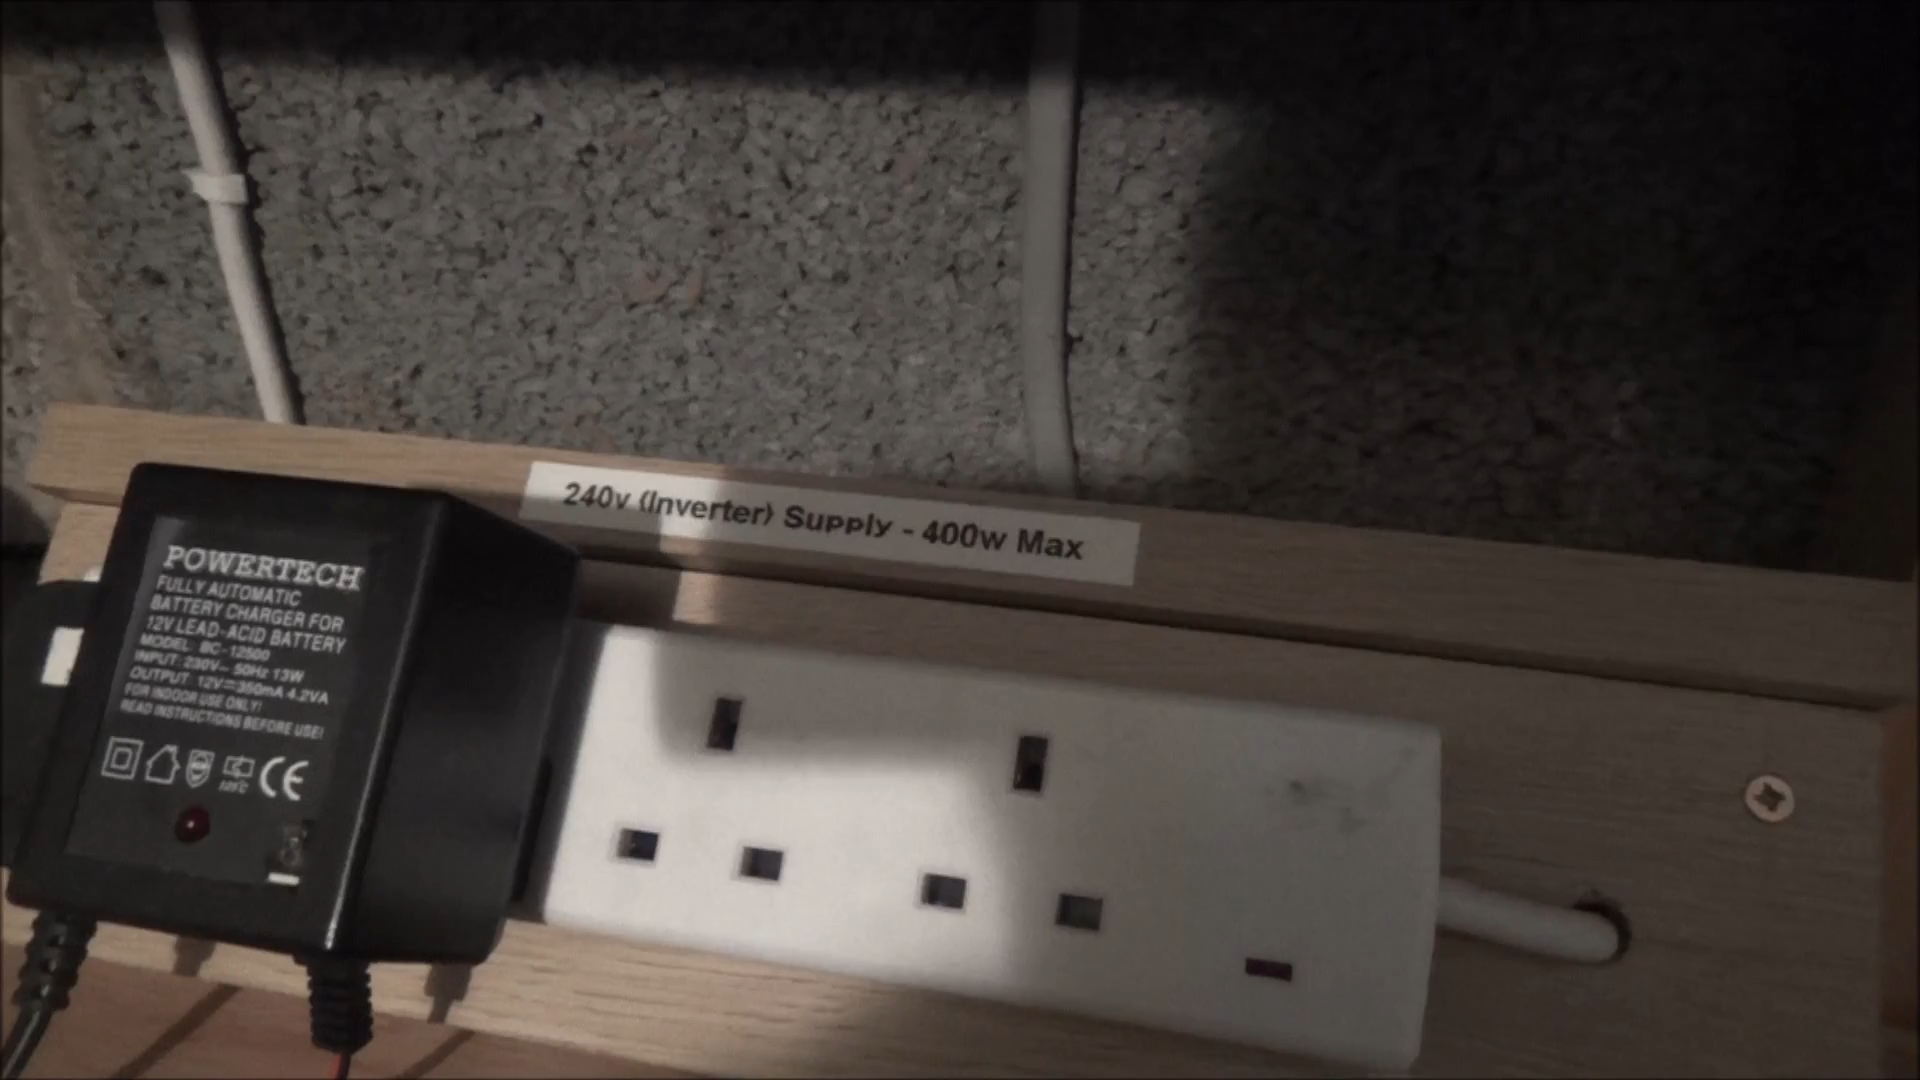 240v (Inverter) Supply - 400w Max
POWERTECH
FULLY AUTOMATIC
BATTERY CHARGER FOR
12V LEAD-ACID BATTERY
MODEL: BC-12500
INPUT: 230V~ 50Hz 13W
OUTPUT: 12V⎓350mA 4.2VA
FOR INDOOR USE ONLY!
READ INSTRUCTIONS BEFORE USE!
CE